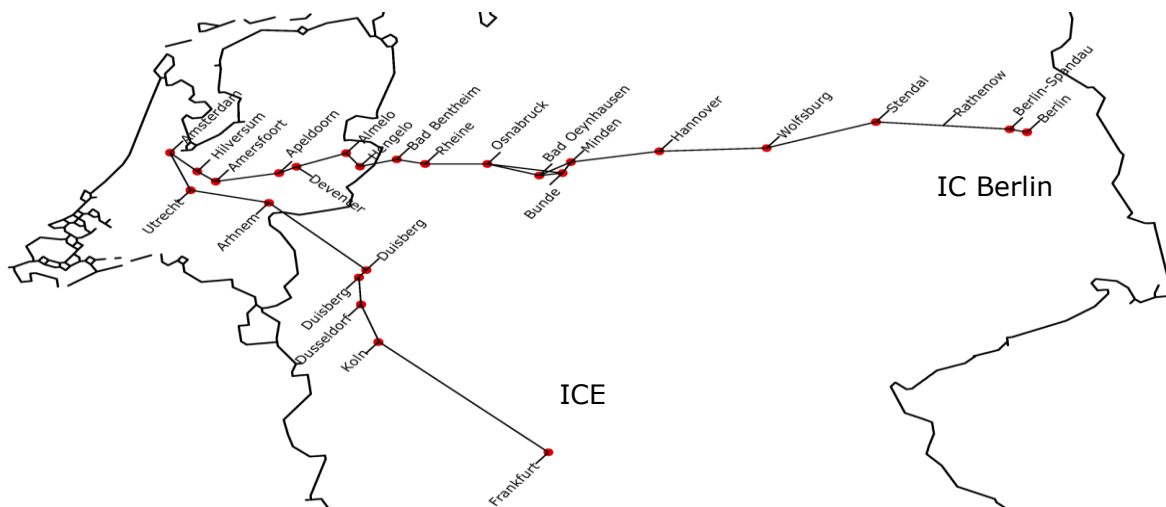 Amsterdam
Hilversum
Amersfoort
Apeldoorn
Deventer
Almelo
Hengelo
Bad Bentheim
Rheine
Osnabruck
Bad Oeynhausen
Bunde
Minden
Hannover
Wolfsburg
Stendal
Rathenow
Berlin-Spandau
Berlin
IC Berlin
Utrecht
Arhnem
Duisberg
Duisberg
Dusseldorf
Koln
ICE
Frankfurt